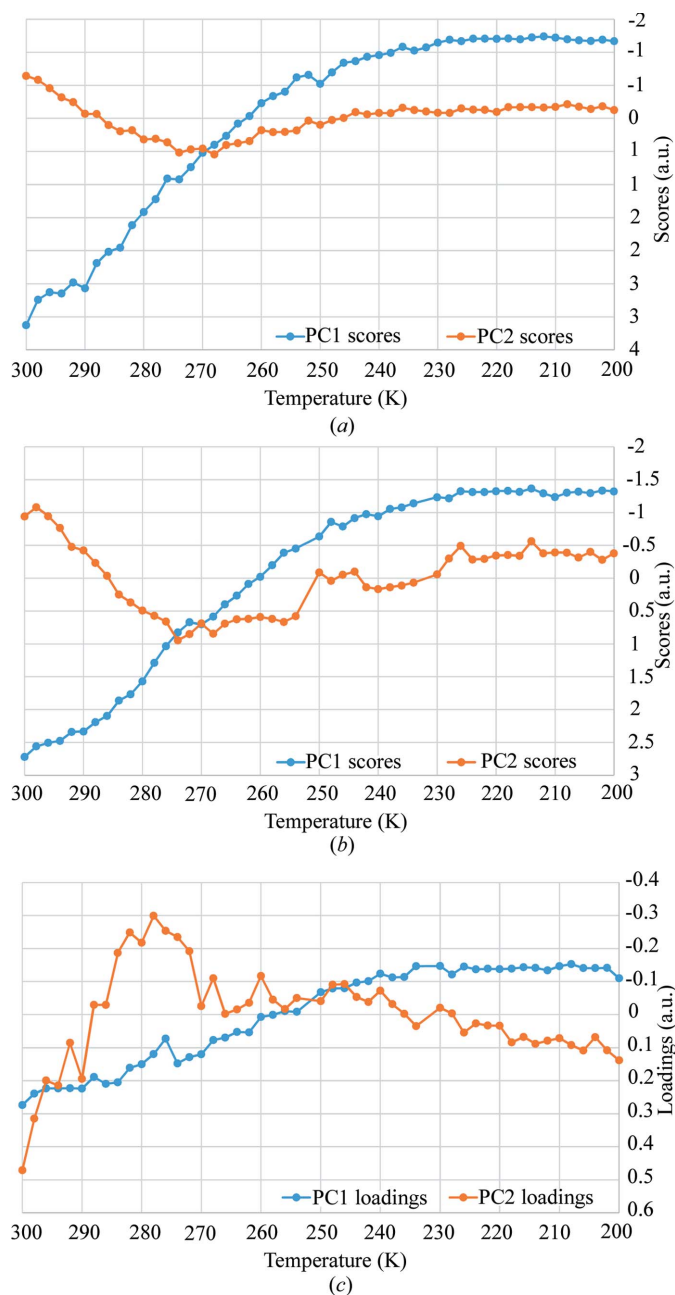 -2
-1
-1
0
1
1
2
2
3
3
4
Scores (a.u.)
PC1 scores PC2 scores
300 290 280 270 260 250 240 230 220 210 200
Temperature (K)
(a)
-2
-1.5
-1
-0.5
0
0.5
1
1.5
2
2.5
3
Scores (a.u.)
PC1 scores PC2 scores
300 290 280 270 260 250 240 230 220 210 200
Temperature (K)
(b)
-0.4
-0.3
-0.2
-0.1
0
0.1
0.2
0.3
0.4
0.5
0.6
Loadings (a.u.)
PC1 loadings PC2 loadings
300 290 280 270 260 250 240 230 220 210 200
Temperature (K)
(c)